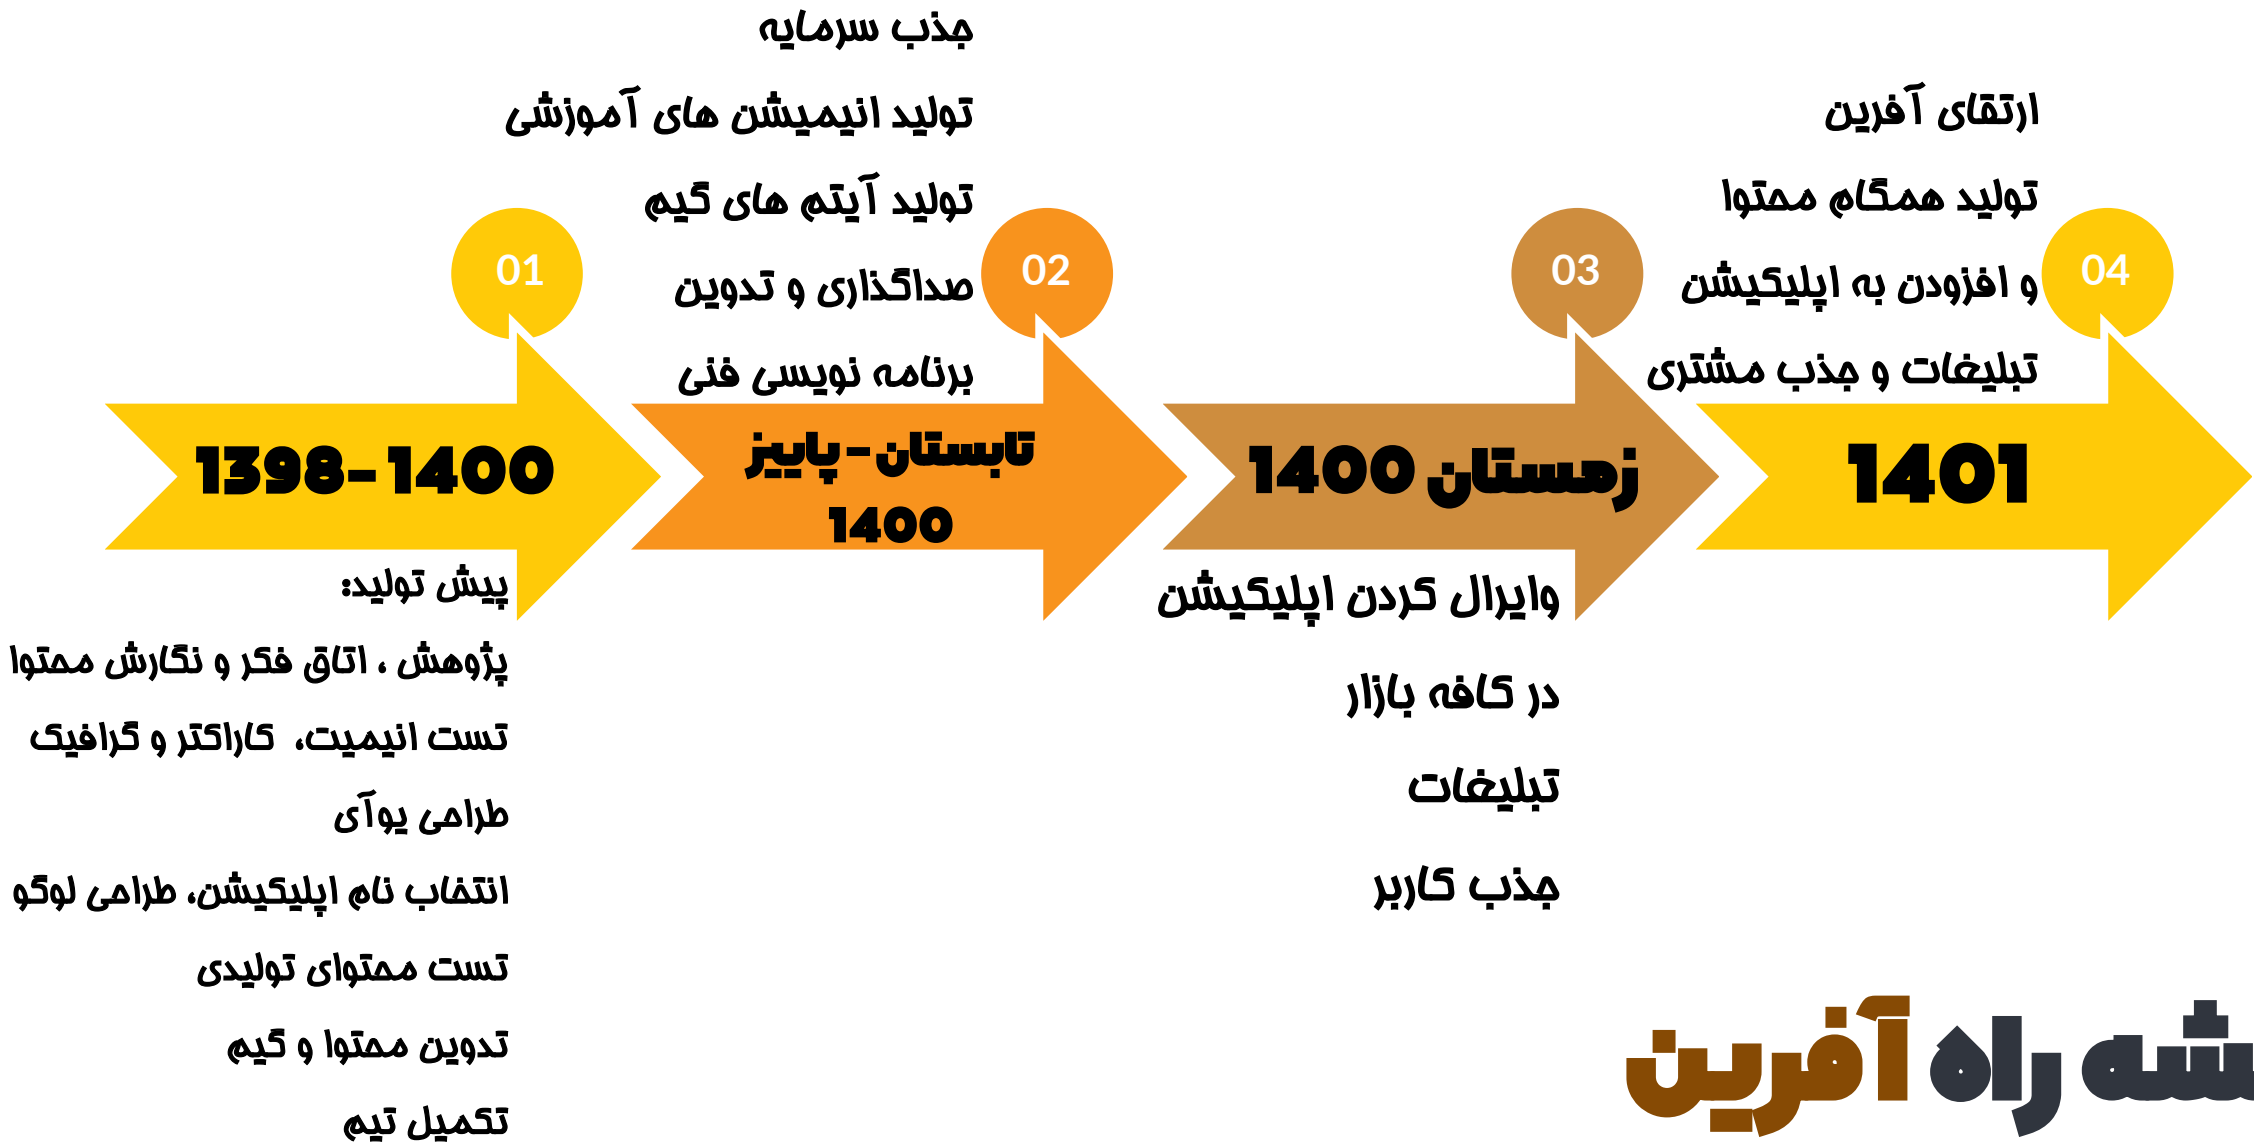 01
1398- 1400
پیش تولید:
پژوهش ، اتاق فکر و نگارش محتوا
تست انیمیت، کاراکتر و گرافیک
طراحی یوآی
انتخاب نام اپلیکیشن، طراحی لوگو
تست محتوای تولیدی
تدوین محتوا و گیم
تکمیل تیم
جذب سرمایه
تولید انیمیشن های آموزشی
تولید آیتم های گیم
صداگذاری و تدوین
برنامه نویسی فنی
02
تابستان - پاییز
1400
03
زمستان 1400
وایرال کردن اپلیکیشن
در کافه بازار
تبلیغات
جذب کاربر
ارتقای آفرین
تولید همگام محتوا
و افزودن به اپلیکیشن
تبلیغات و جذب مشتری
04
1401
شه راه آفرین